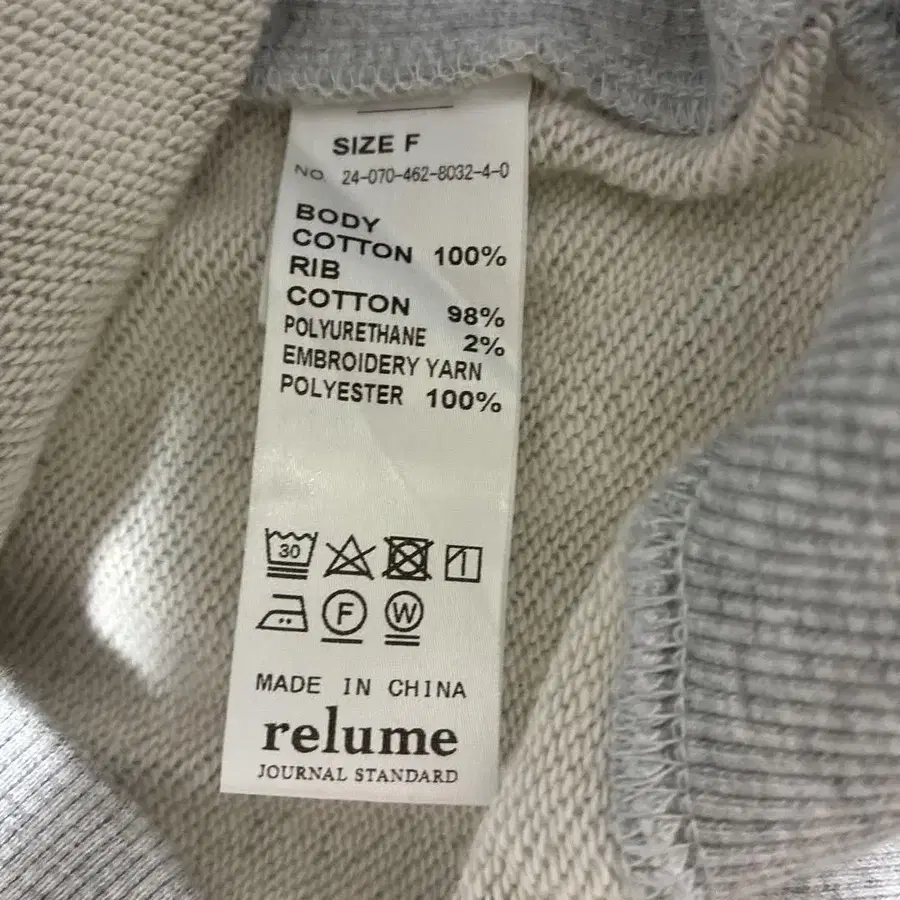 SIZE F
NO. 24-070-462-8032-4-0
BODY
COTTON 100%
RIB
COTTON 98%
POLYURETHANE 2%
EMBROIDERY YARN
POLYESTER 100%
30
F W
MADE IN CHINA
relume
JOURNAL STANDARD